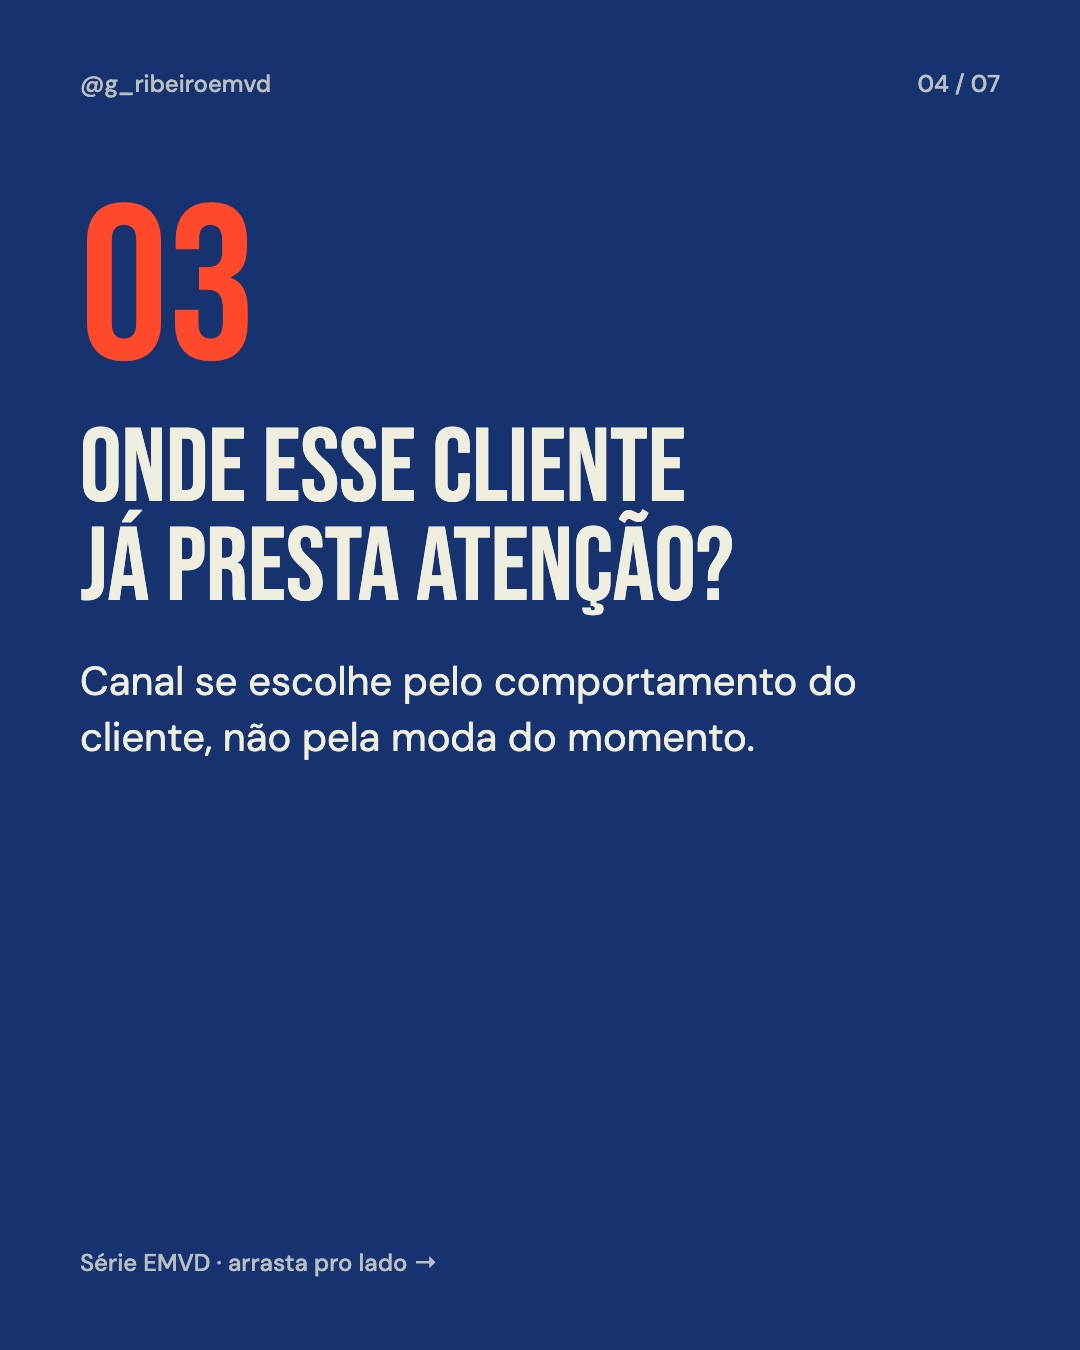 @g_ribeiroemvd
04 / 07
03
ONDE ESSE CLIENTE
JÁ PRESTA ATENÇÃO?
Canal se escolhe pelo comportamento do
cliente, não pela moda do momento.
Série EMVD · arrasta pro lado →